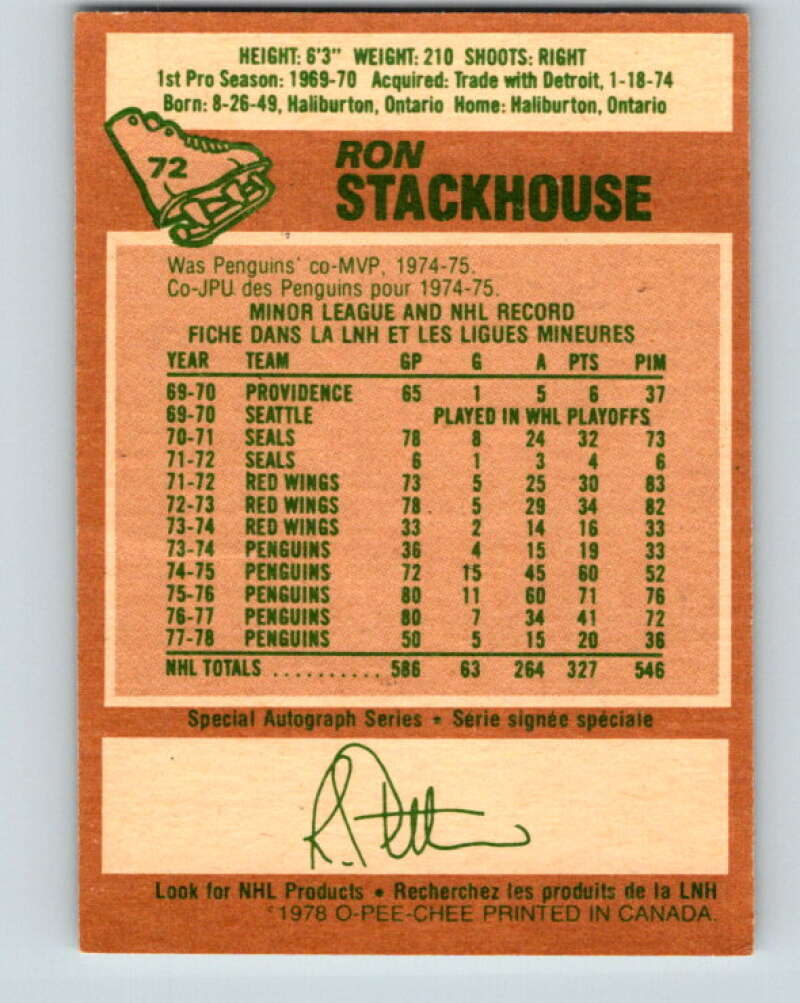 HEIGHT: 6'3" WEIGHT: 210 SHOOTS: RIGHT
1st Pro Season: 1969-70 Acquired: Trade with Detroit, 1-18-74
Born: 8-26-49, Haliburton, Ontario Home: Haliburton, Ontario
72
RON
STACKHOUSE
Was Penguins' co-MVP, 1974-75.
Co-JPU des Penguins pour 1974-75.
MINOR LEAGUE AND NHL RECORD
FICHE DANS LA LNH ET LES LIGUES MINEURES
YEAR TEAM GP G A PTS PIM
69-70 PROVIDENCE 65 1 5 6 37
69-70 SEATTLE PLAYED IN WHL PLAYOFFS
70-71 SEALS 78 8 24 32 73
71-72 SEALS 6 1 3 4 6
71-72 RED WINGS 73 5 25 30 83
72-73 RED WINGS 78 5 29 34 82
73-74 RED WINGS 33 2 14 16 33
73-74 PENGUINS 36 4 15 19 33
74-75 PENGUINS 72 15 45 60 52
75-76 PENGUINS 80 11 60 71 76
76-77 PENGUINS 80 7 34 41 72
77-78 PENGUINS 50 5 15 20 36
NHL TOTALS .......... 586 63 264 327 546
Special Autograph Series * Série signée spéciale
Look for NHL Products • Recherchez les produits de la LNH
©1978 O-PEE-CHEE PRINTED IN CANADA.